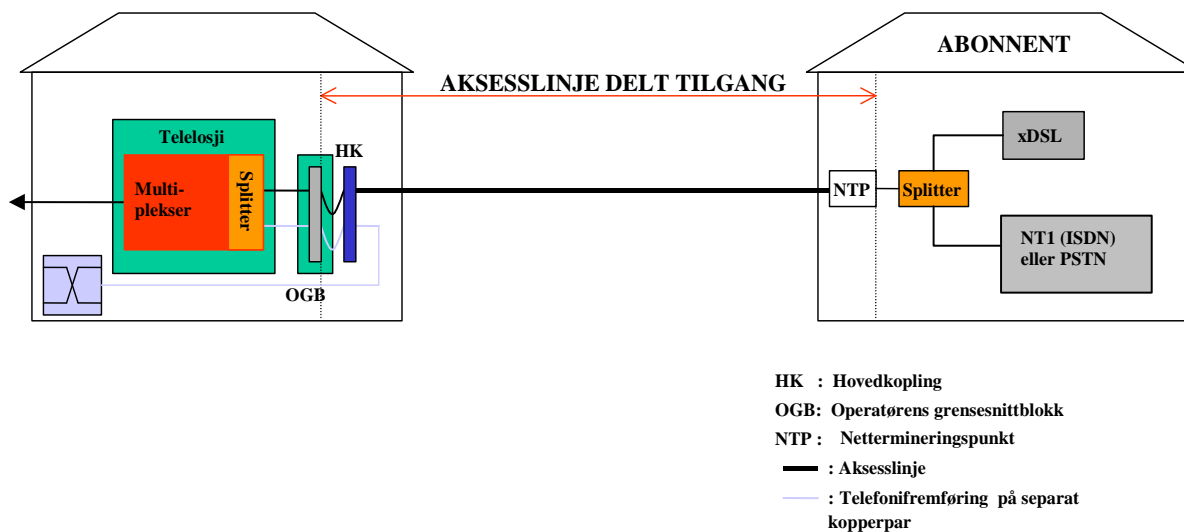 ABONNENT
AKSESSLINJE DELT TILGANG
Telelosji
HK
xDSL
Multi-
plekser
Splitter
NTP
Splitter
NT1 (ISDN)
eller PSTN
OGB
HK : Hovedkopling
OGB: Operatørens grensesnittblokk
NTP : Nettermineringspunkt
: Aksesslinje
: Telefonifremføring på separat
kopperpar